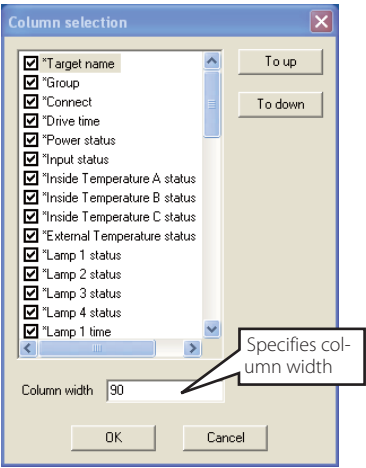 Column selection
*Target name
*Group
*Connect
*Drive time
*Power status
*Input status
*Inside Temperature A status
*Inside Temperature B status
*Inside Temperature C status
*External Temperature status
*Lamp 1 status
*Lamp 2 status
*Lamp 3 status
*Lamp 4 status
*Lamp 1 time
To up
To down
Specifies col-
umn width
Column width 90
OK Cancel